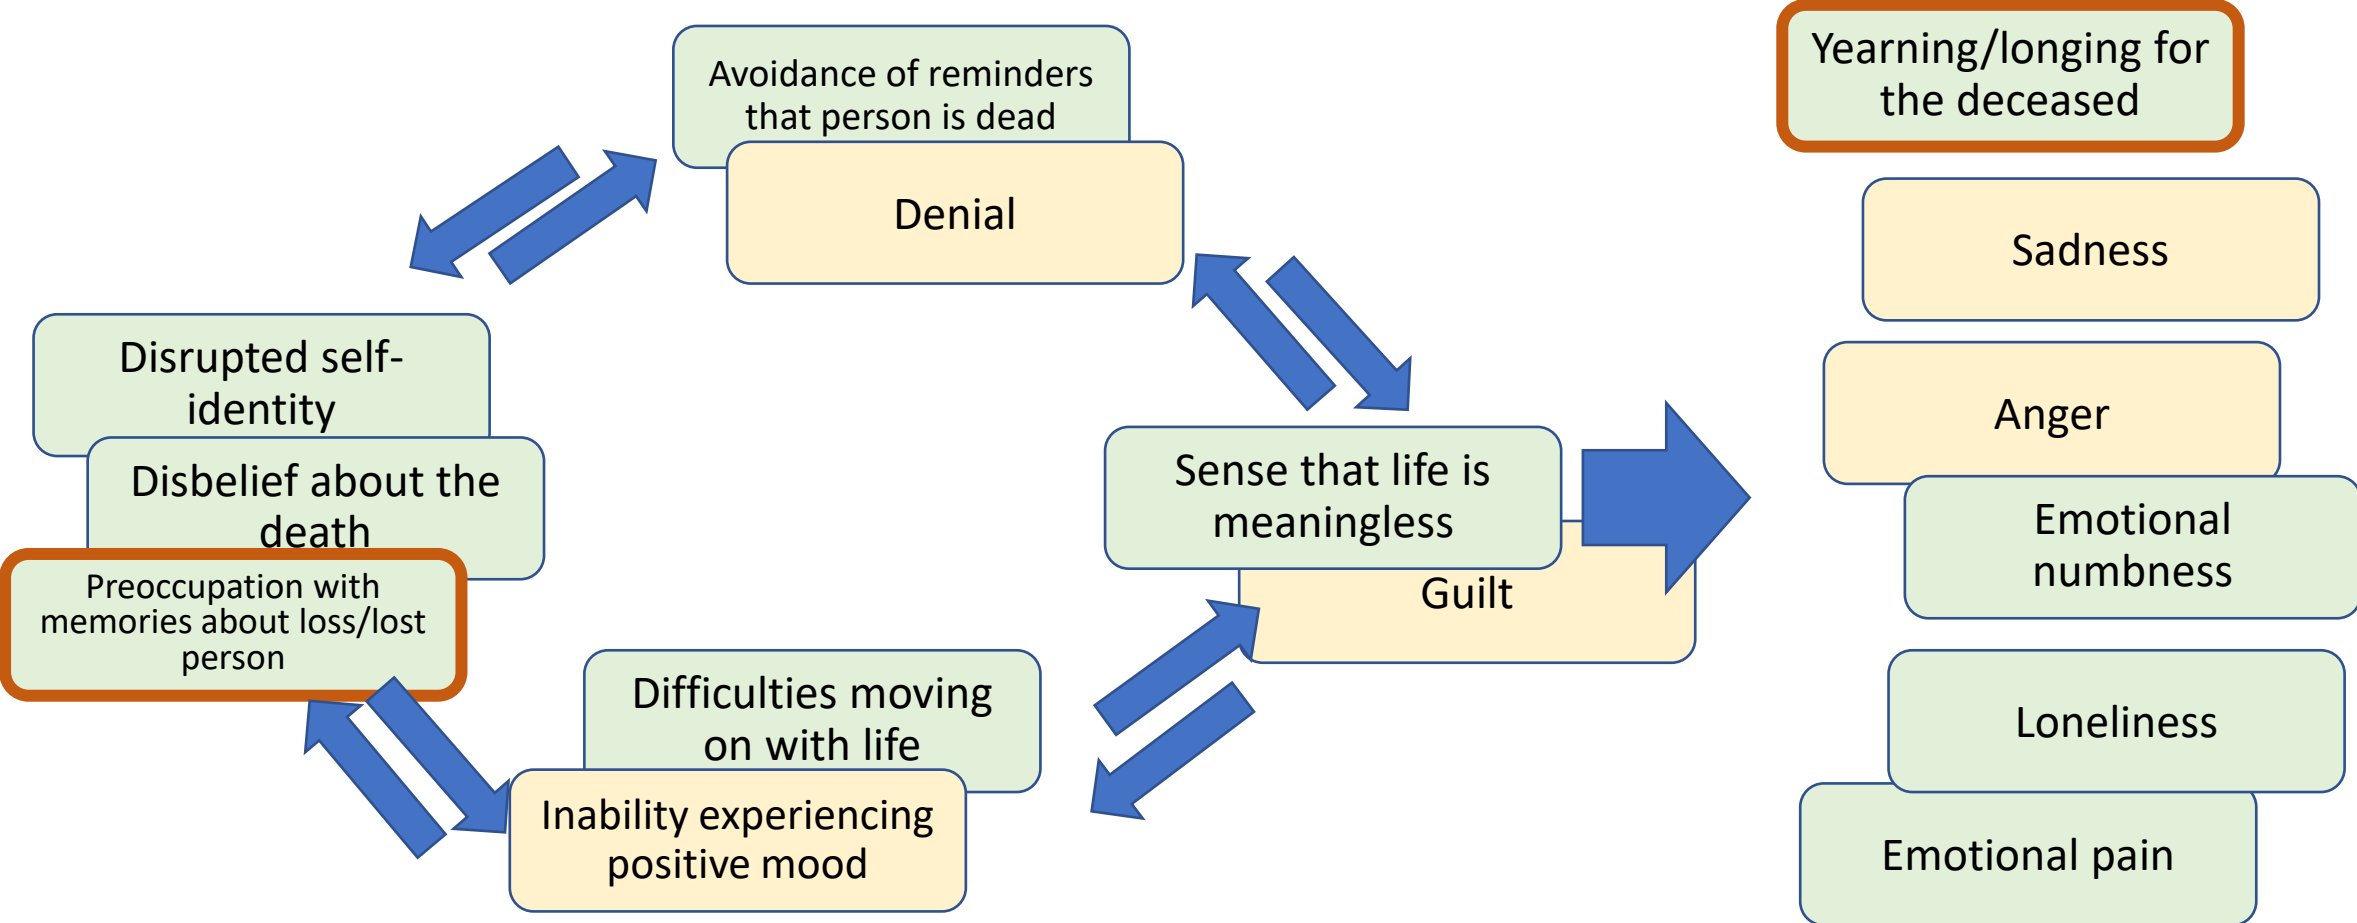 Avoidance of reminders
that person is dead
Denial
Disrupted self-
identity
Disbelief about the
death
Preoccupation with
memories about loss/lost
person
Difficulties moving
on with life
Inability experiencing
positive mood
Sense that life is
meaningless
Guilt
Yearning/longing for
the deceased
Sadness
Anger
Emotional
numbness
Loneliness
Emotional pain